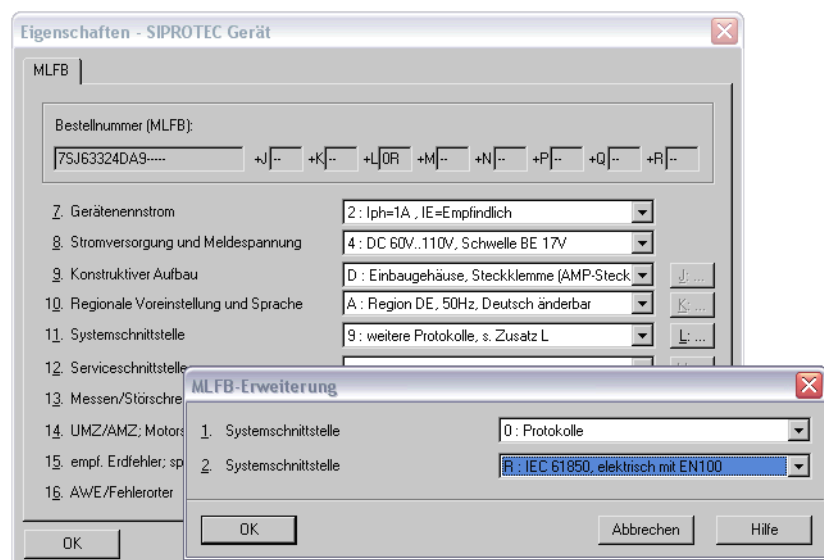 Eigenschaften - SIPROTEC Gerät
MLFB
Bestellnummer (MLFB):
7SJ63324DA9----- +J -- +K -- +L 0R +M -- +N -- +P -- +Q -- +R --
7. Gerätenennstrom 2 : Iph=1A , IE=Empfindlich
8. Stromversorgung und Meldespannung 4 : DC 60V..110V, Schwelle BE 17V
9. Konstruktiver Aufbau D : Einbaugehäuse, Steckklemme (AMP-Steck J: ...
10. Regionale Voreinstellung und Sprache A : Region DE, 50Hz, Deutsch änderbar K: ...
11. Systemschnittstelle 9 : weitere Protokolle, s. Zusatz L L: ...
12. Serviceschnittstelle
13. Messen/Störschre
14. UMZ/AMZ; Motors
15. empf. Erdfehler; sp
16. AWE/Fehlerorter
OK
MLFB-Erweiterung
1. Systemschnittstelle 0 : Protokolle
2. Systemschnittstelle R : IEC 61850, elektrisch mit EN100
OK Abbrechen Hilfe